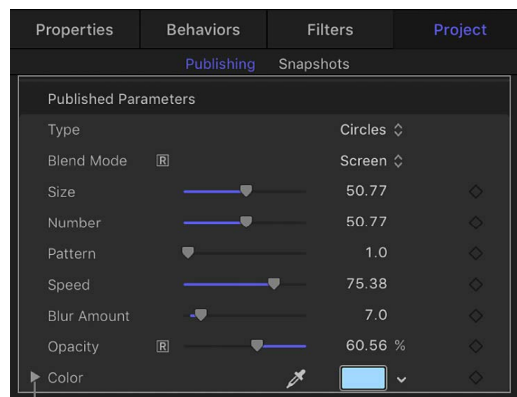 Properties Behaviors Filters Project
Publishing Snapshots
Published Parameters
Type Circles
Blend Mode R Screen
Size 50.77
Number 50.77
Pattern 1.0
Speed 75.38
Blur Amount 7.0
Opacity R 60.56 %
Color